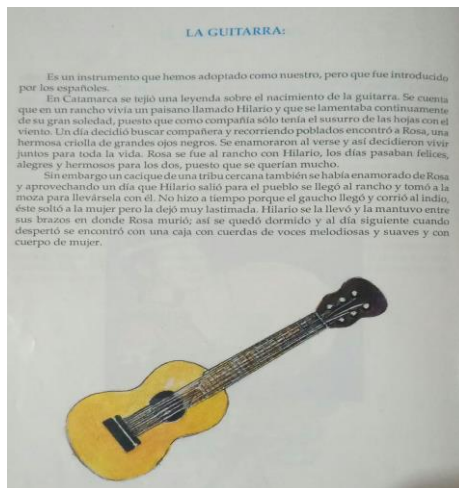 LA GUITARRA:
Es un instrumento que hemos adoptado como nuestro, pero que fue introducido
por los españoles.
En Catamarca se tejió una leyenda sobre el nacimiento de la guitarra. Se cuenta
que en un rancho vivía un paisano llamado Hilario y que se lamentaba continuamente
de su gran soledad, puesto que como compañía sólo tenía el susurro de las hojas con el
viento. Un día decidió buscar compañera y recorriendo poblados encontró a Rosa, una
hermosa criolla de grandes ojos negros. Se enamoraron al verse y así decidieron vivir
juntos para toda la vida. Rosa se fue al rancho con Hilario, los días pasaban felices,
alegres y hermosos para los dos, puesto que se querían mucho.
Sin embargo un cacique de una tribu cercana también se había enamorado de Rosa
y aprovechando un día que Hilario salió para el pueblo se llegó al rancho y tomó a la
moza para llevársela con él. No hizo a tiempo porque el gaucho llegó y corrió al indio,
éste soltó a la mujer pero la dejó muy lastimada. Hilario se la llevó y la mantuvo entre
sus brazos en donde Rosa murió; así se quedó dormido y al día siguiente cuando
despertó se encontró con una caja con cuerdas de voces melodiosas y suaves y con
cuerpo de mujer.